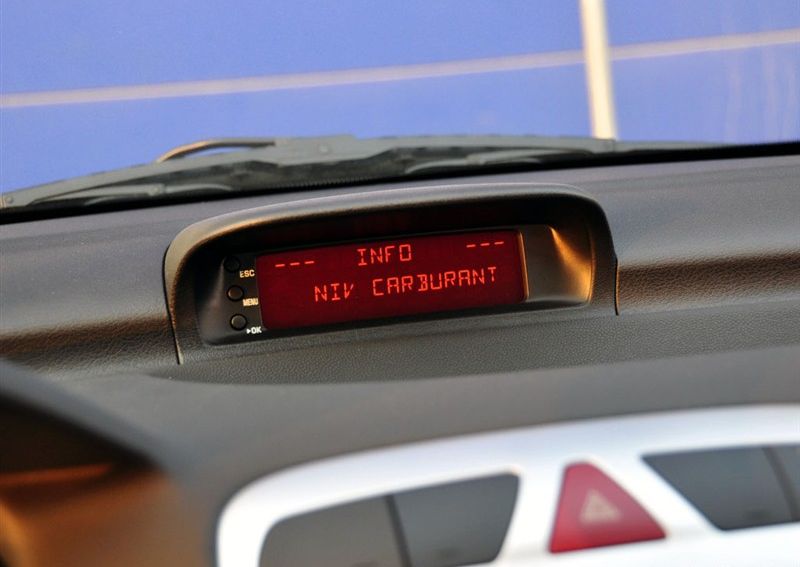 --- INFO ---
NIV CARBURANT
ESC
MENU
▸OK